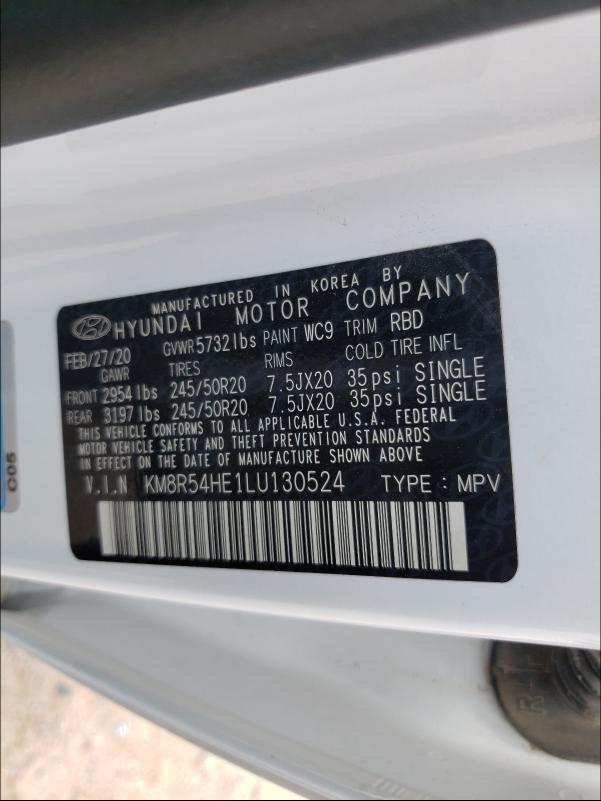 MANUFACTURED IN KOREA BY
HYUNDAI MOTOR COMPANY
FEB/27/20 GVWR 5732lbs PAINT WC9 TRIM RBD
GAWR TIRES RIMS COLD TIRE INFL
FRONT 2954 lbs 245/50R20 7.5JX20 35psi SINGLE
REAR 3197 lbs 245/50R20 7.5JX20 35psi SINGLE
THIS VEHICLE CONFORMS TO ALL APPLICABLE U.S.A. FEDERAL
MOTOR VEHICLE SAFETY AND THEFT PREVENTION STANDARDS
IN EFFECT ON THE DATE OF MANUFACTURE SHOWN ABOVE.
V.I.N KM8R54HE1LU130524 TYPE : MPV
C05